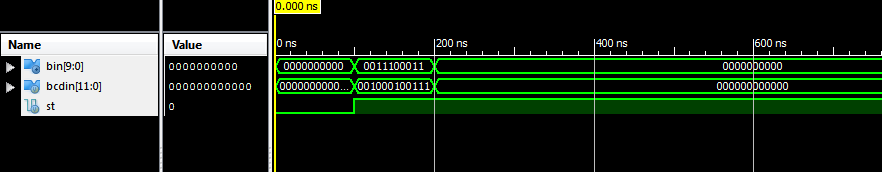 0.000 ns
Name Value 0 ns 200 ns 400 ns 600 ns
bin[9:0] 0000000000 0000000000 0011100011 0000000000
bcdin[11:0] 000000000000 0000000000... 001000100111 000000000000
st 0